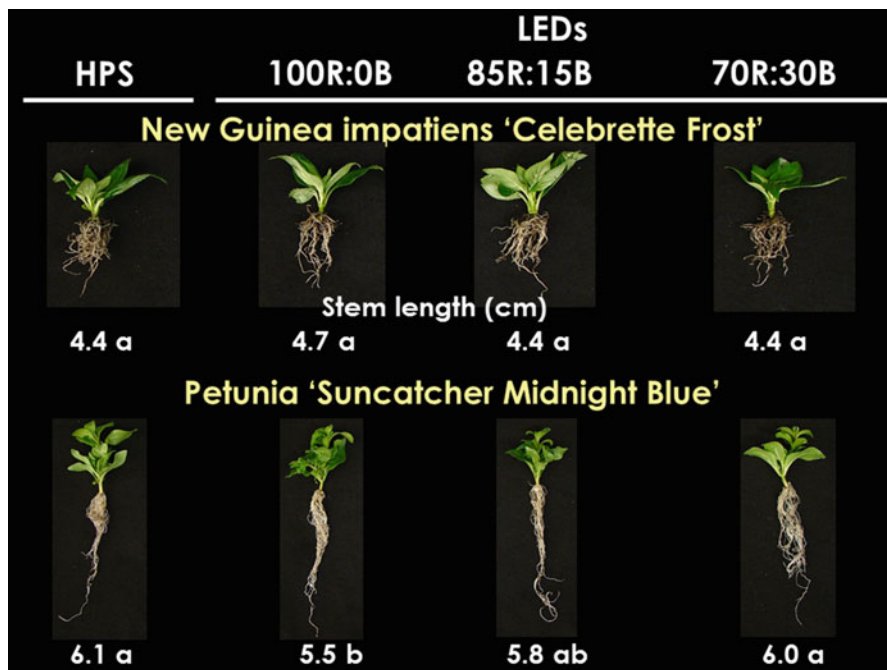 LEDs
HPS 100R:0B 85R:15B 70R:30B
New Guinea impatiens ‘Celebrette Frost’
Stem length (cm)
4.4 a 4.7 a 4.4 a 4.4 a
Petunia ‘Suncatcher Midnight Blue’
6.1 a 5.5 b 5.8 ab 6.0 a